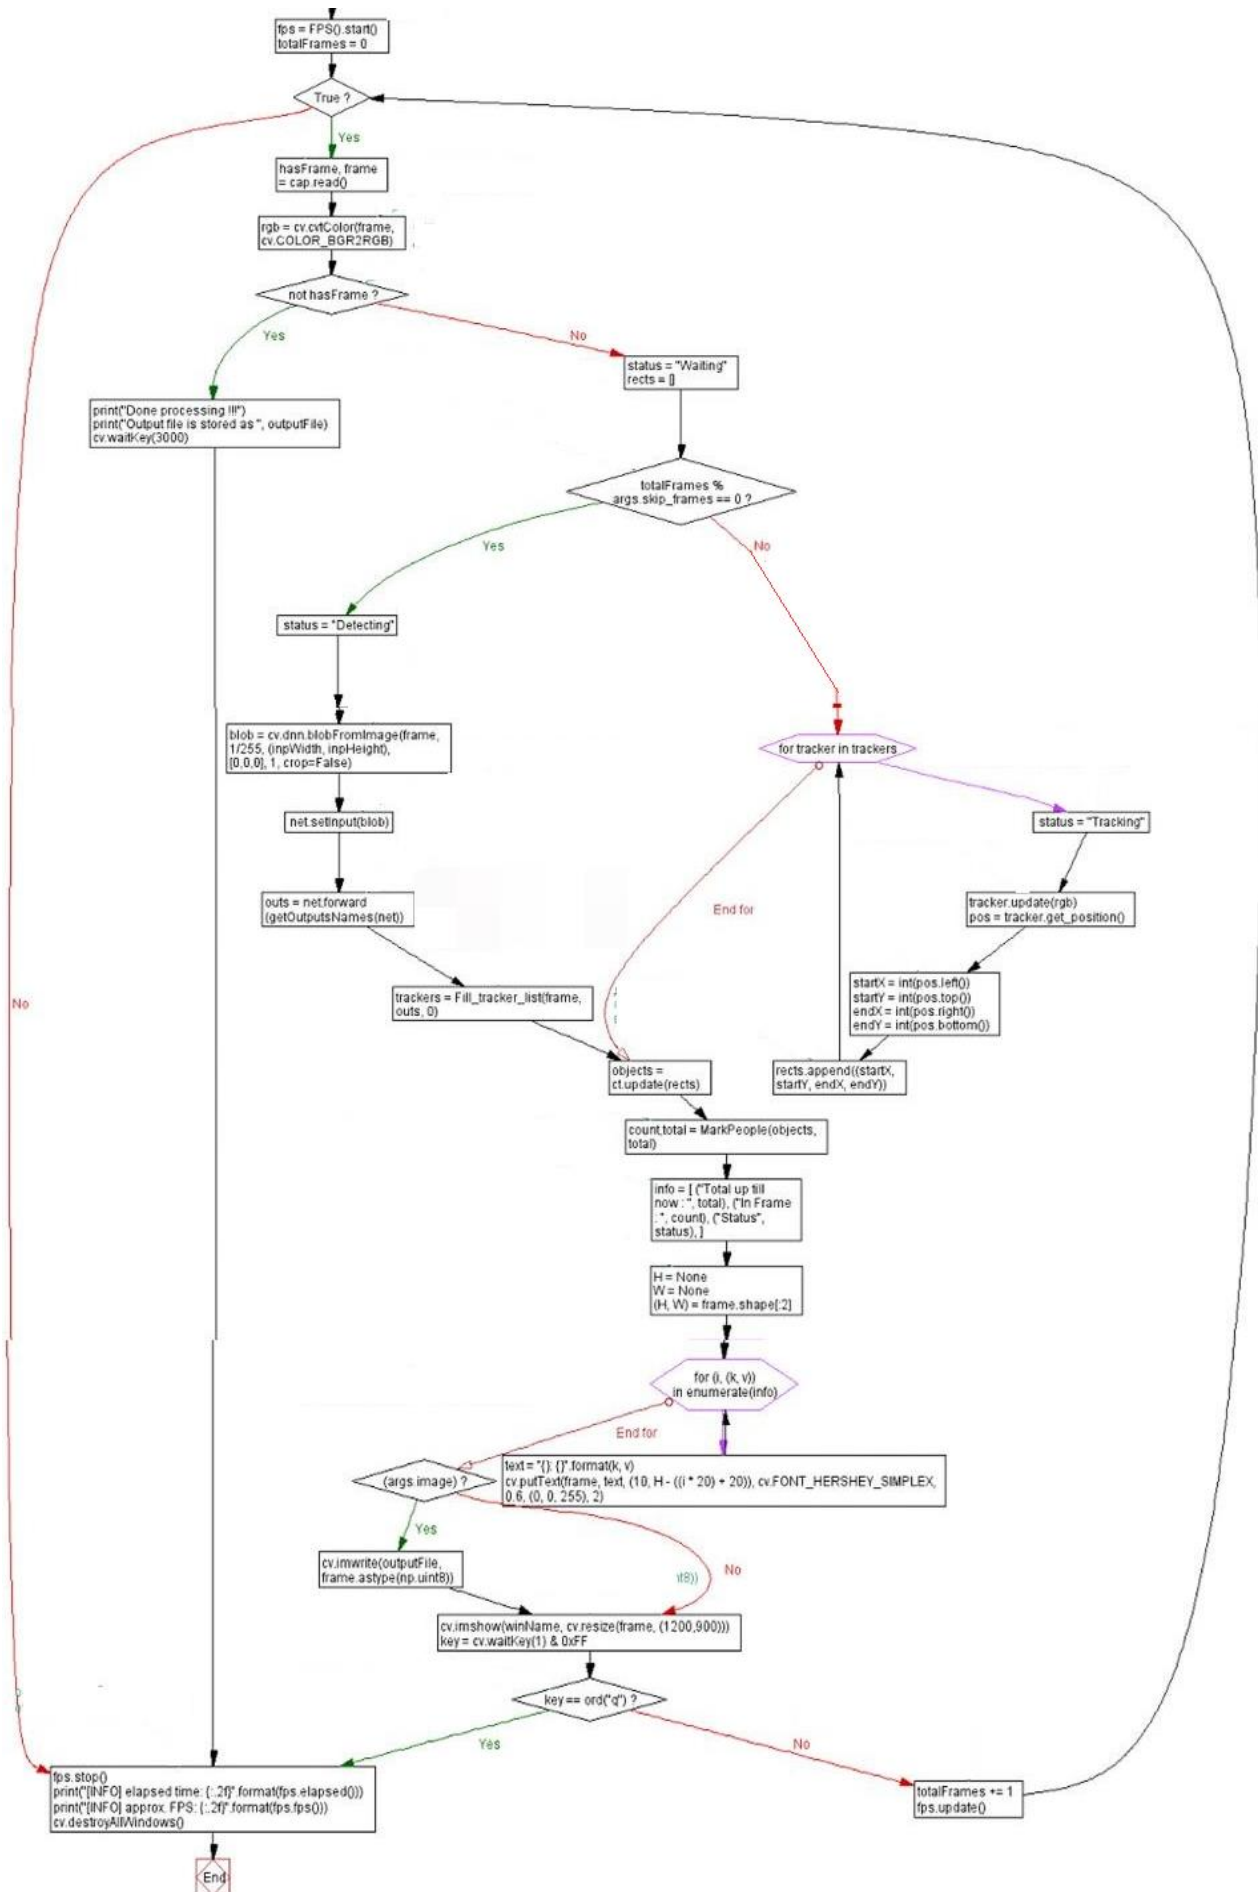 fps = FPS().start()
totalFrames = 0
True ?
Yes
hasFrame, frame
= cap.read()
rgb = cv.cvtColor(frame,
cv.COLOR_BGR2RGB)
not hasFrame ?
Yes
No
status = "Waiting"
rects = []
print("Done processing !!!")
print("Output file is stored as ", outputFile)
cv.waitKey(3000)
totalFrames %
args.skip_frames == 0 ?
Yes
No
status = "Detecting"
blob = cv.dnn.blobFromImage(frame,
1/255, (inpWidth, inpHeight),
[0,0,0], 1, crop=False)
for tracker in trackers
net.setInput(blob)
status = "Tracking"
outs = net.forward
(getOutputsNames(net))
End for
tracker.update(rgb)
pos = tracker.get_position()
trackers = Fill_tracker_list(frame,
outs, 0)
startX = int(pos.left())
startY = int(pos.top())
endX = int(pos.right())
endY = int(pos.bottom())
No
objects =
ct.update(rects)
rects.append((startX,
startY, endX, endY))
count,total = MarkPeople(objects,
total)
info = [ ("Total up till
now : ", total), ("In Frame
: ", count), ("Status",
status), ]
H = None
W = None
(H, W) = frame.shape[:2]
for (i, (k, v))
in enumerate(info)
End for
(args.image) ?
text = "{}: {}".format(k, v)
cv.putText(frame, text, (10, H - ((i * 20) + 20)), cv.FONT_HERSHEY_SIMPLEX,
0.6, (0, 0, 255), 2)
Yes
cv.imwrite(outputFile,
frame.astype(np.uint8))
t8))
No
cv.imshow(winName, cv.resize(frame, (1200,900)))
key = cv.waitKey(1) & 0xFF
key == ord("q") ?
Yes
No
fps.stop()
print("[INFO] elapsed time: {:.2f}".format(fps.elapsed()))
print("[INFO] approx. FPS: {:.2f}".format(fps.fps()))
cv.destroyAllWindows()
totalFrames += 1
fps.update()
End